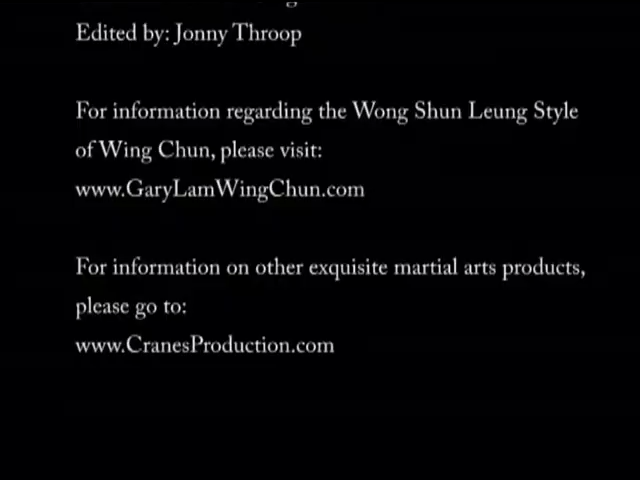 Edited by: Jonny Throop
For information regarding the Wong Shun Leung Style
of Wing Chun, please visit:
www.GaryLamWingChun.com
For information on other exquisite martial arts products,
please go to:
www.CranesProduction.com